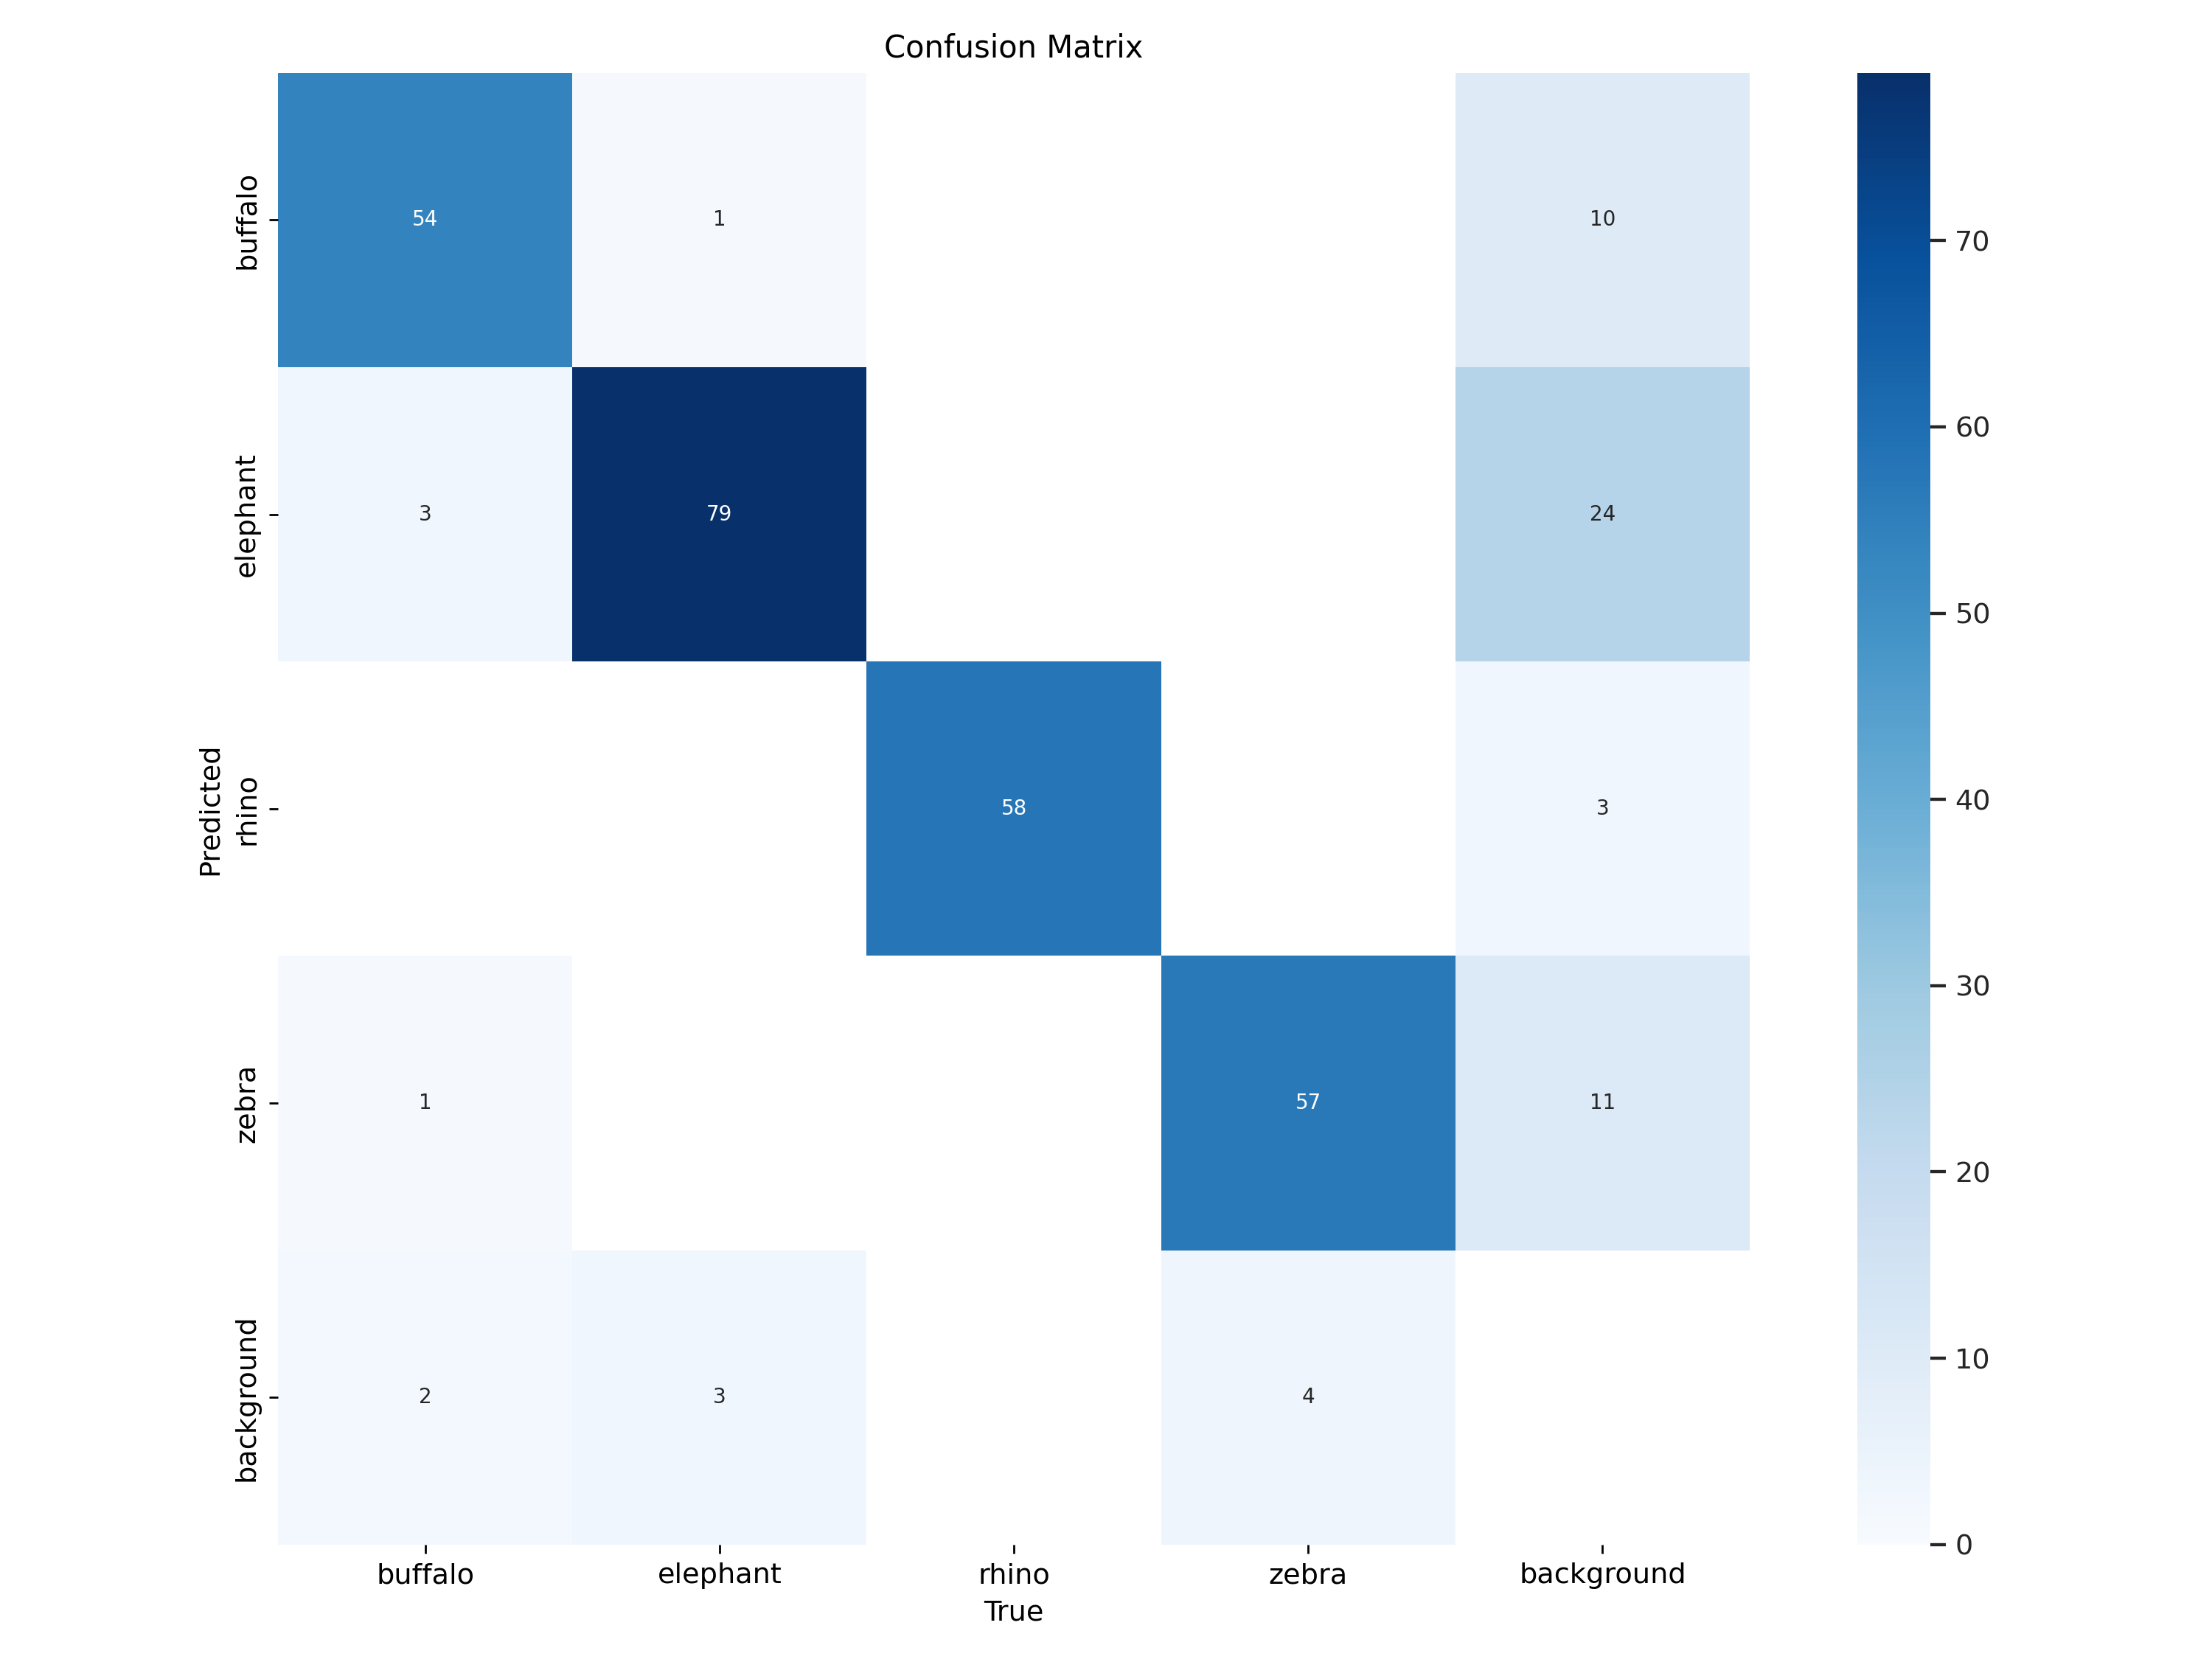 Confusion Matrix
buffalo
54
1
10
70
60
elephant
3
79
24
50
Predicted
rhino
58
3
40
30
zebra
1
57
11
20
background
2
3
4
10
0
buffalo elephant rhino zebra background
True